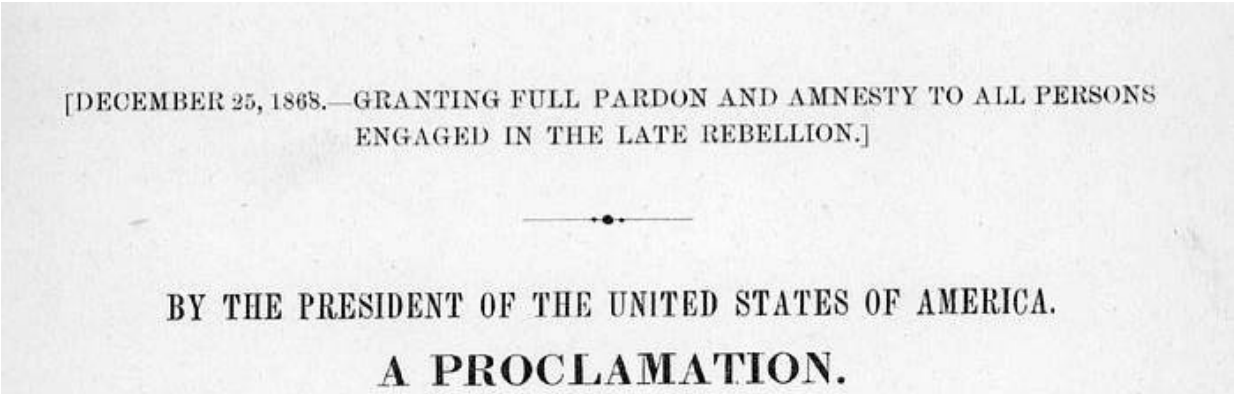 [DECEMBER 25, 1868.—GRANTING FULL PARDON AND AMNESTY TO ALL PERSONS
ENGAGED IN THE LATE REBELLION.]
BY THE PRESIDENT OF THE UNITED STATES OF AMERICA.
A PROCLAMATION.